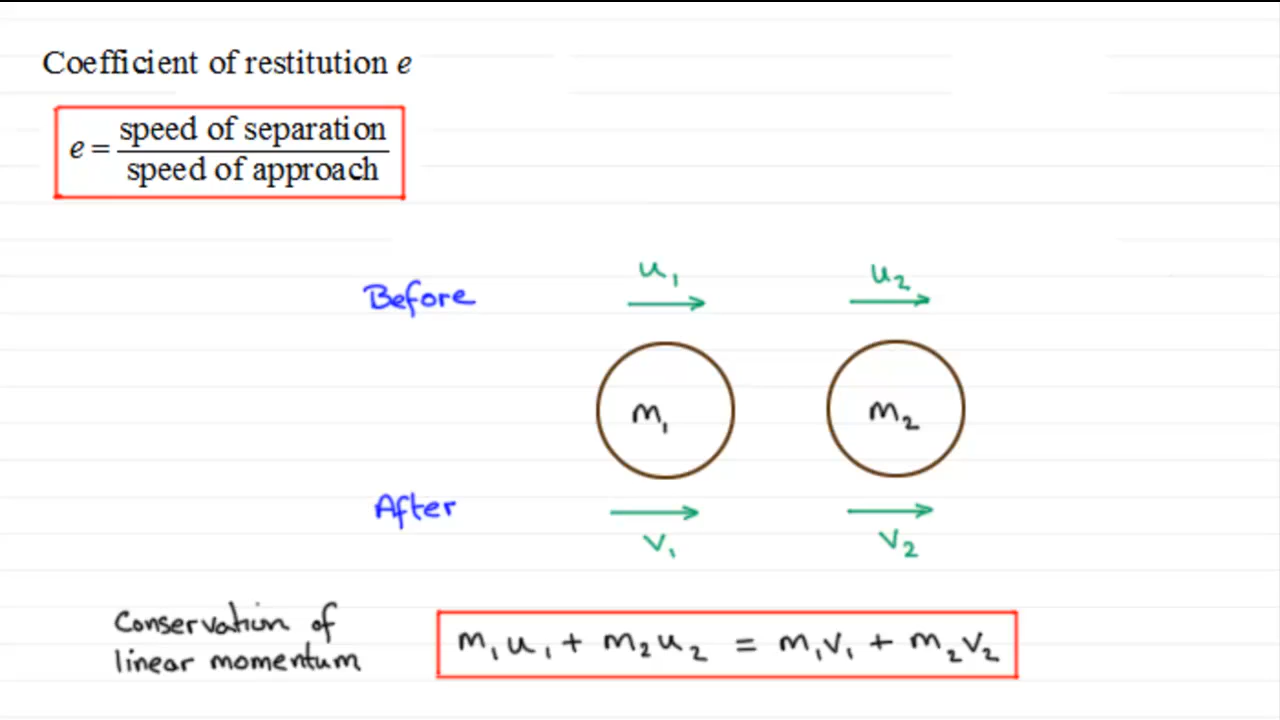 Coefficient of restitution e
e = speed of separation / speed of approach
Before u₁ u₂
m₁ m₂
After v₁ v₂
Conservation of linear momentum
m₁u₁ + m₂u₂ = m₁v₁ + m₂v₂